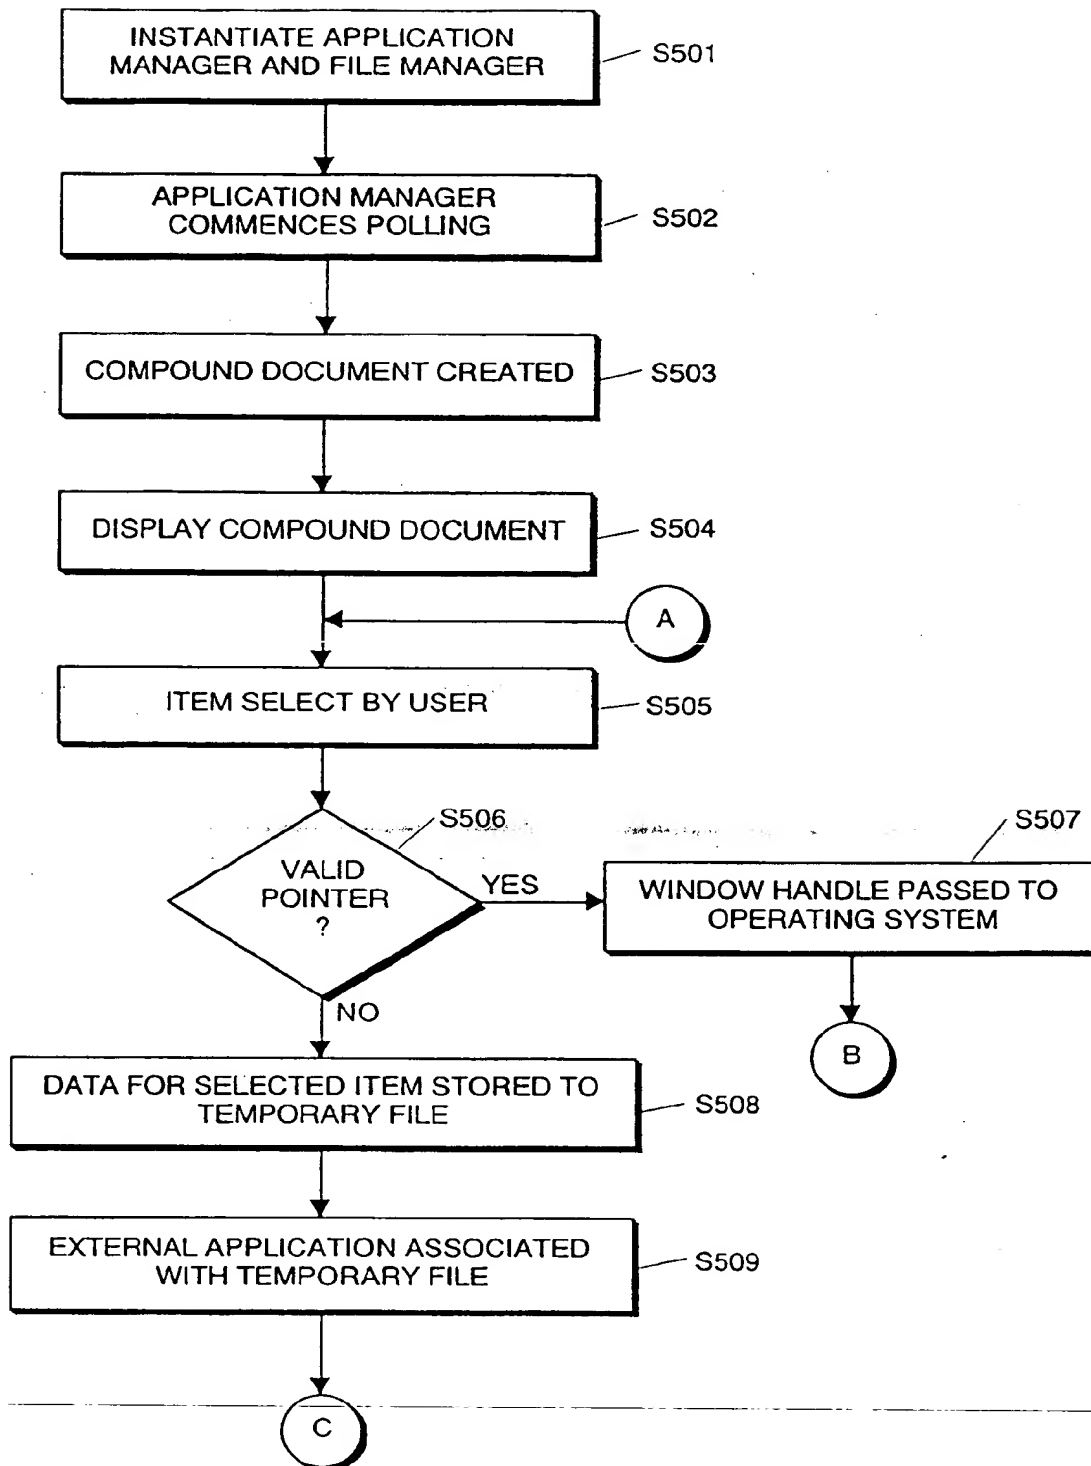 INSTANTIATE APPLICATION
MANAGER AND FILE MANAGER
S501
APPLICATION MANAGER
COMMENCES POLLING
S502
COMPOUND DOCUMENT CREATED
S503
DISPLAY COMPOUND DOCUMENT
S504
A
ITEM SELECT BY USER
S505
S506
VALID
POINTER
?
YES
NO
S507
WINDOW HANDLE PASSED TO
OPERATING SYSTEM
B
DATA FOR SELECTED ITEM STORED TO
TEMPORARY FILE
S508
EXTERNAL APPLICATION ASSOCIATED
WITH TEMPORARY FILE
S509
C